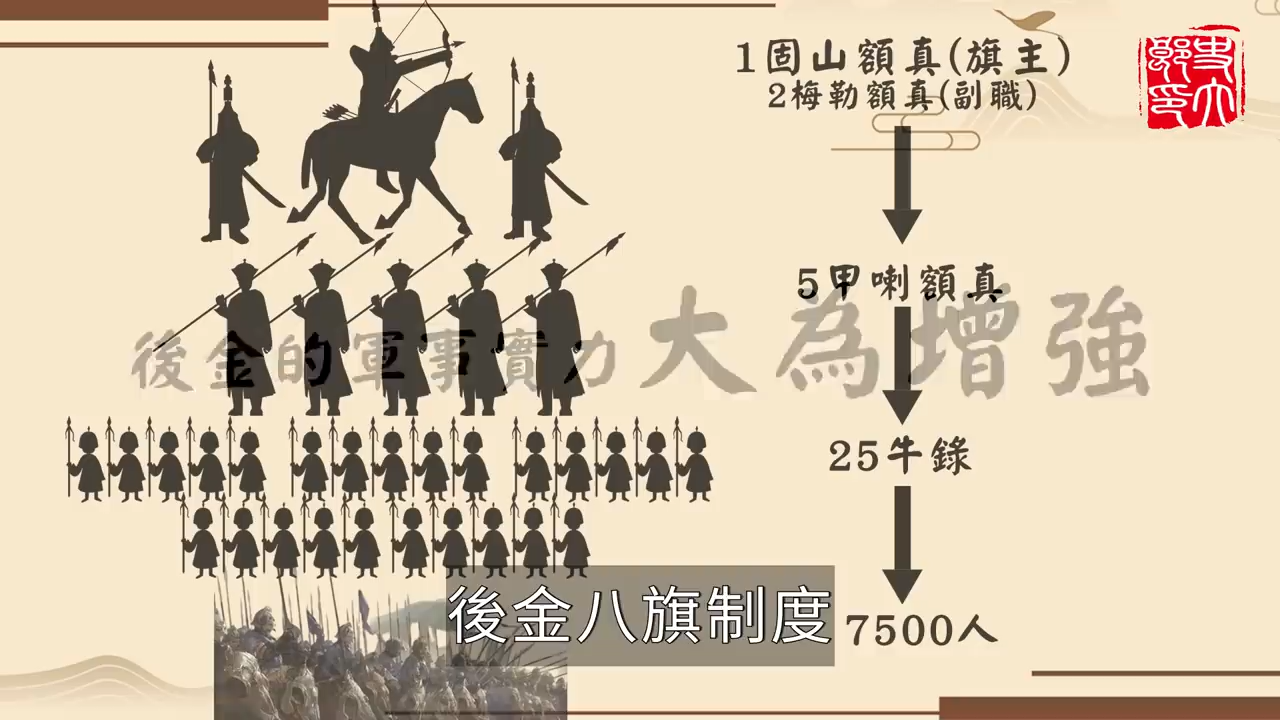 1固山額真(旗主)
2梅勒額真(副職)
5甲喇額真
後金的軍事實力大為增強
25牛錄
後金八旗制度
7500人